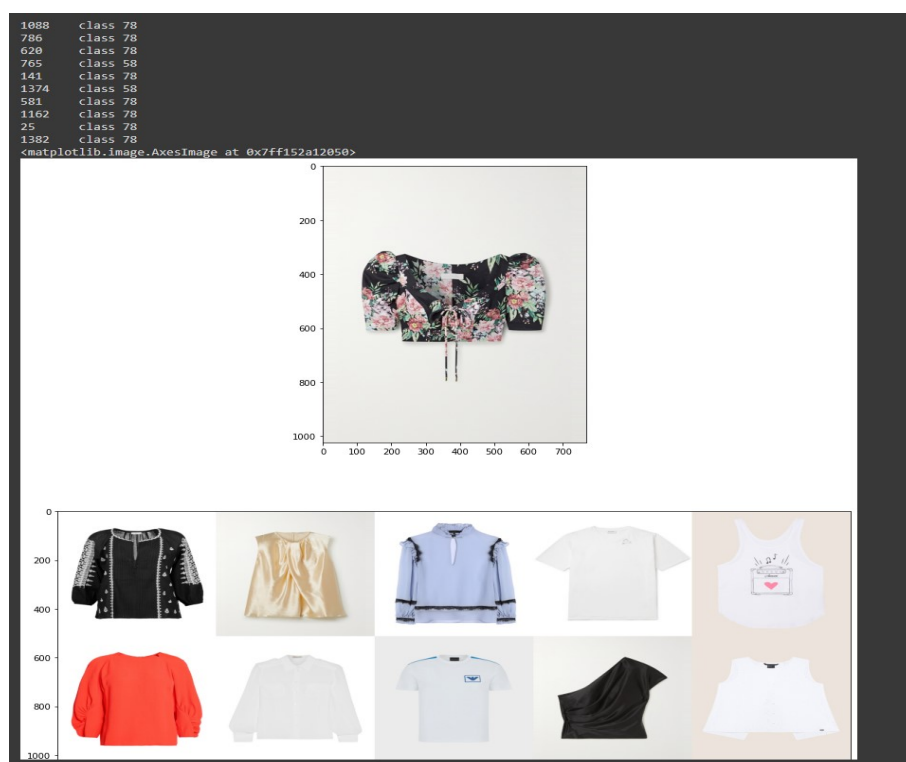 1088 class 78
786 class 78
620 class 78
765 class 58
141 class 78
1374 class 58
581 class 78
1162 class 78
25 class 78
1382 class 78
<matplotlib.image.AxesImage at 0x7ff152a12050>
0
200
400
600
800
1000
0 100 200 300 400 500 600 700
0
200
400
600
800
1000